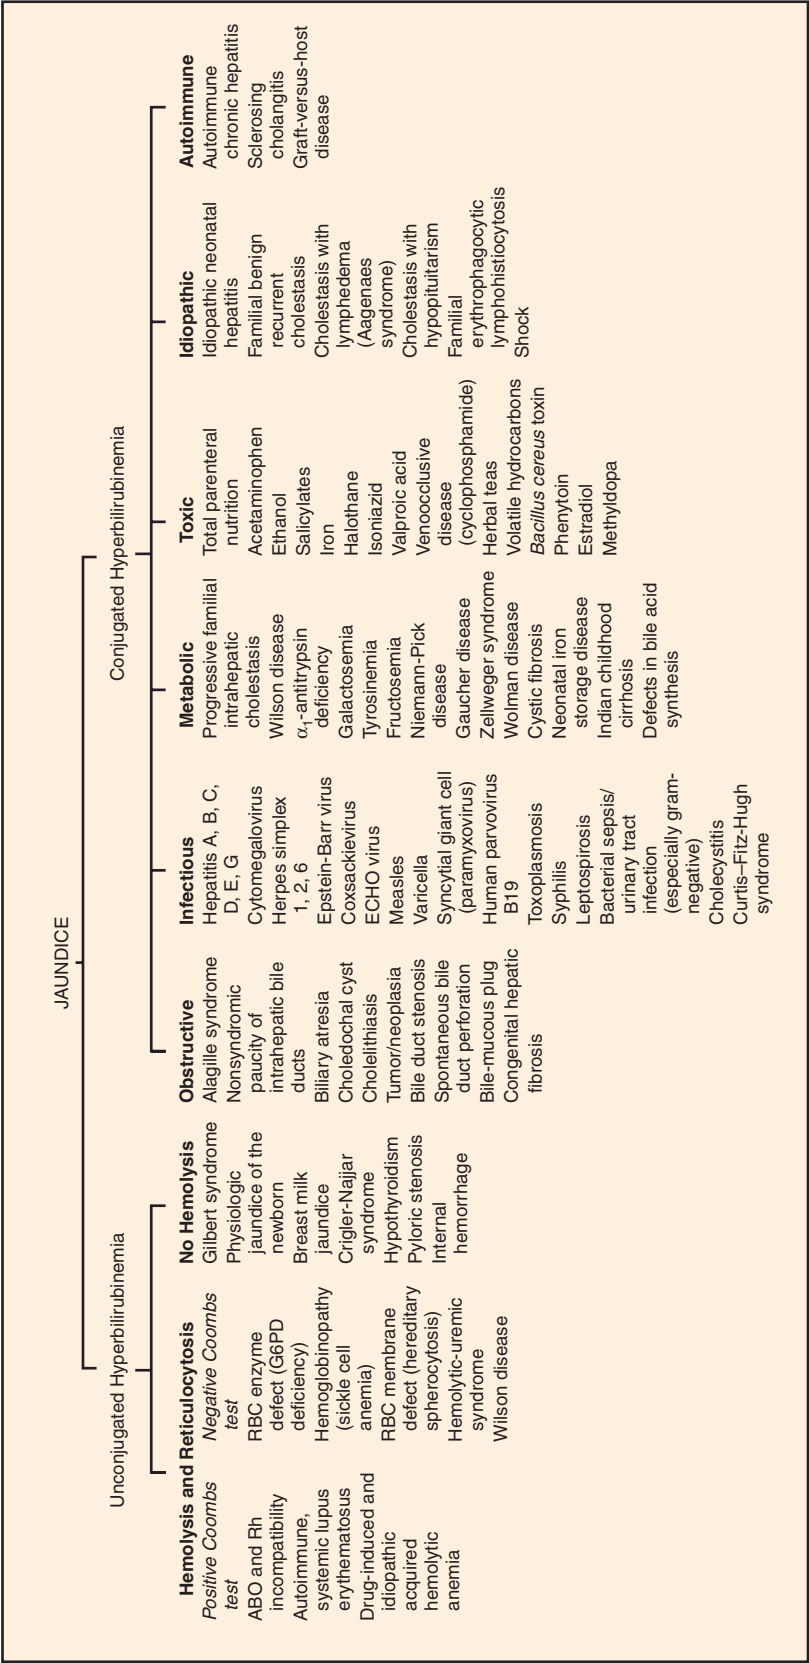 JAUNDICE
Unconjugated Hyperbilirubinemia
Conjugated Hyperbilirubinemia
Hemolysis and Reticulocytosis
Positive Coombs
test
ABO and Rh
incompatibility
Autoimmune,
systemic lupus
erythematosus
Drug-induced and
idiopathic
acquired
hemolytic
anemia
Negative Coombs
test
RBC enzyme
defect (G6PD
deficiency)
Hemoglobinopathy
(sickle cell
anemia)
RBC membrane
defect (hereditary
spherocytosis)
Hemolytic-uremic
syndrome
Wilson disease
No Hemolysis
Gilbert syndrome
Physiologic
jaundice of the
newborn
Breast milk
jaundice
Crigler-Najjar
syndrome
Hypothyroidism
Pyloric stenosis
Internal
hemorrhage
Obstructive
Alagille syndrome
Nonsyndromic
paucity of
intrahepatic bile
ducts
Biliary atresia
Choledochal cyst
Cholelithiasis
Tumor/neoplasia
Bile duct stenosis
Spontaneous bile
duct perforation
Bile-mucous plug
Congenital hepatic
fibrosis
Infectious
Hepatitis A, B, C,
D, E, G
Cytomegalovirus
Herpes simplex
1, 2, 6
Epstein-Barr virus
Coxsackievirus
ECHO virus
Measles
Varicella
Syncytial giant cell
(paramyxovirus)
Human parvovirus
B19
Toxoplasmosis
Syphilis
Leptospirosis
Bacterial sepsis/
urinary tract
infection
(especially gram-
negative)
Cholecystitis
Curtis–Fitz-Hugh
syndrome
Metabolic
Progressive familial
intrahepatic
cholestasis
Wilson disease
α1-antitrypsin
deficiency
Galactosemia
Tyrosinemia
Fructosemia
Niemann-Pick
disease
Gaucher disease
Zellweger syndrome
Wolman disease
Cystic fibrosis
Neonatal iron
storage disease
Indian childhood
cirrhosis
Defects in bile acid
synthesis
Toxic
Total parenteral
nutrition
Acetaminophen
Ethanol
Salicylates
Iron
Halothane
Isoniazid
Valproic acid
Venoocclusive
disease
(cyclophosphamide)
Herbal teas
Volatile hydrocarbons
Bacillus cereus toxin
Phenytoin
Estradiol
Methyldopa
Idiopathic
Idiopathic neonatal
hepatitis
Familial benign
recurrent
cholestasis
Cholestasis with
lymphedema
(Aagenaes
syndrome)
Cholestasis with
hypopituitarism
Familial
erythrophagocytic
lymphohistiocytosis
Shock
Autoimmune
Autoimmune
chronic hepatitis
Sclerosing
cholangitis
Graft-versus-host
disease